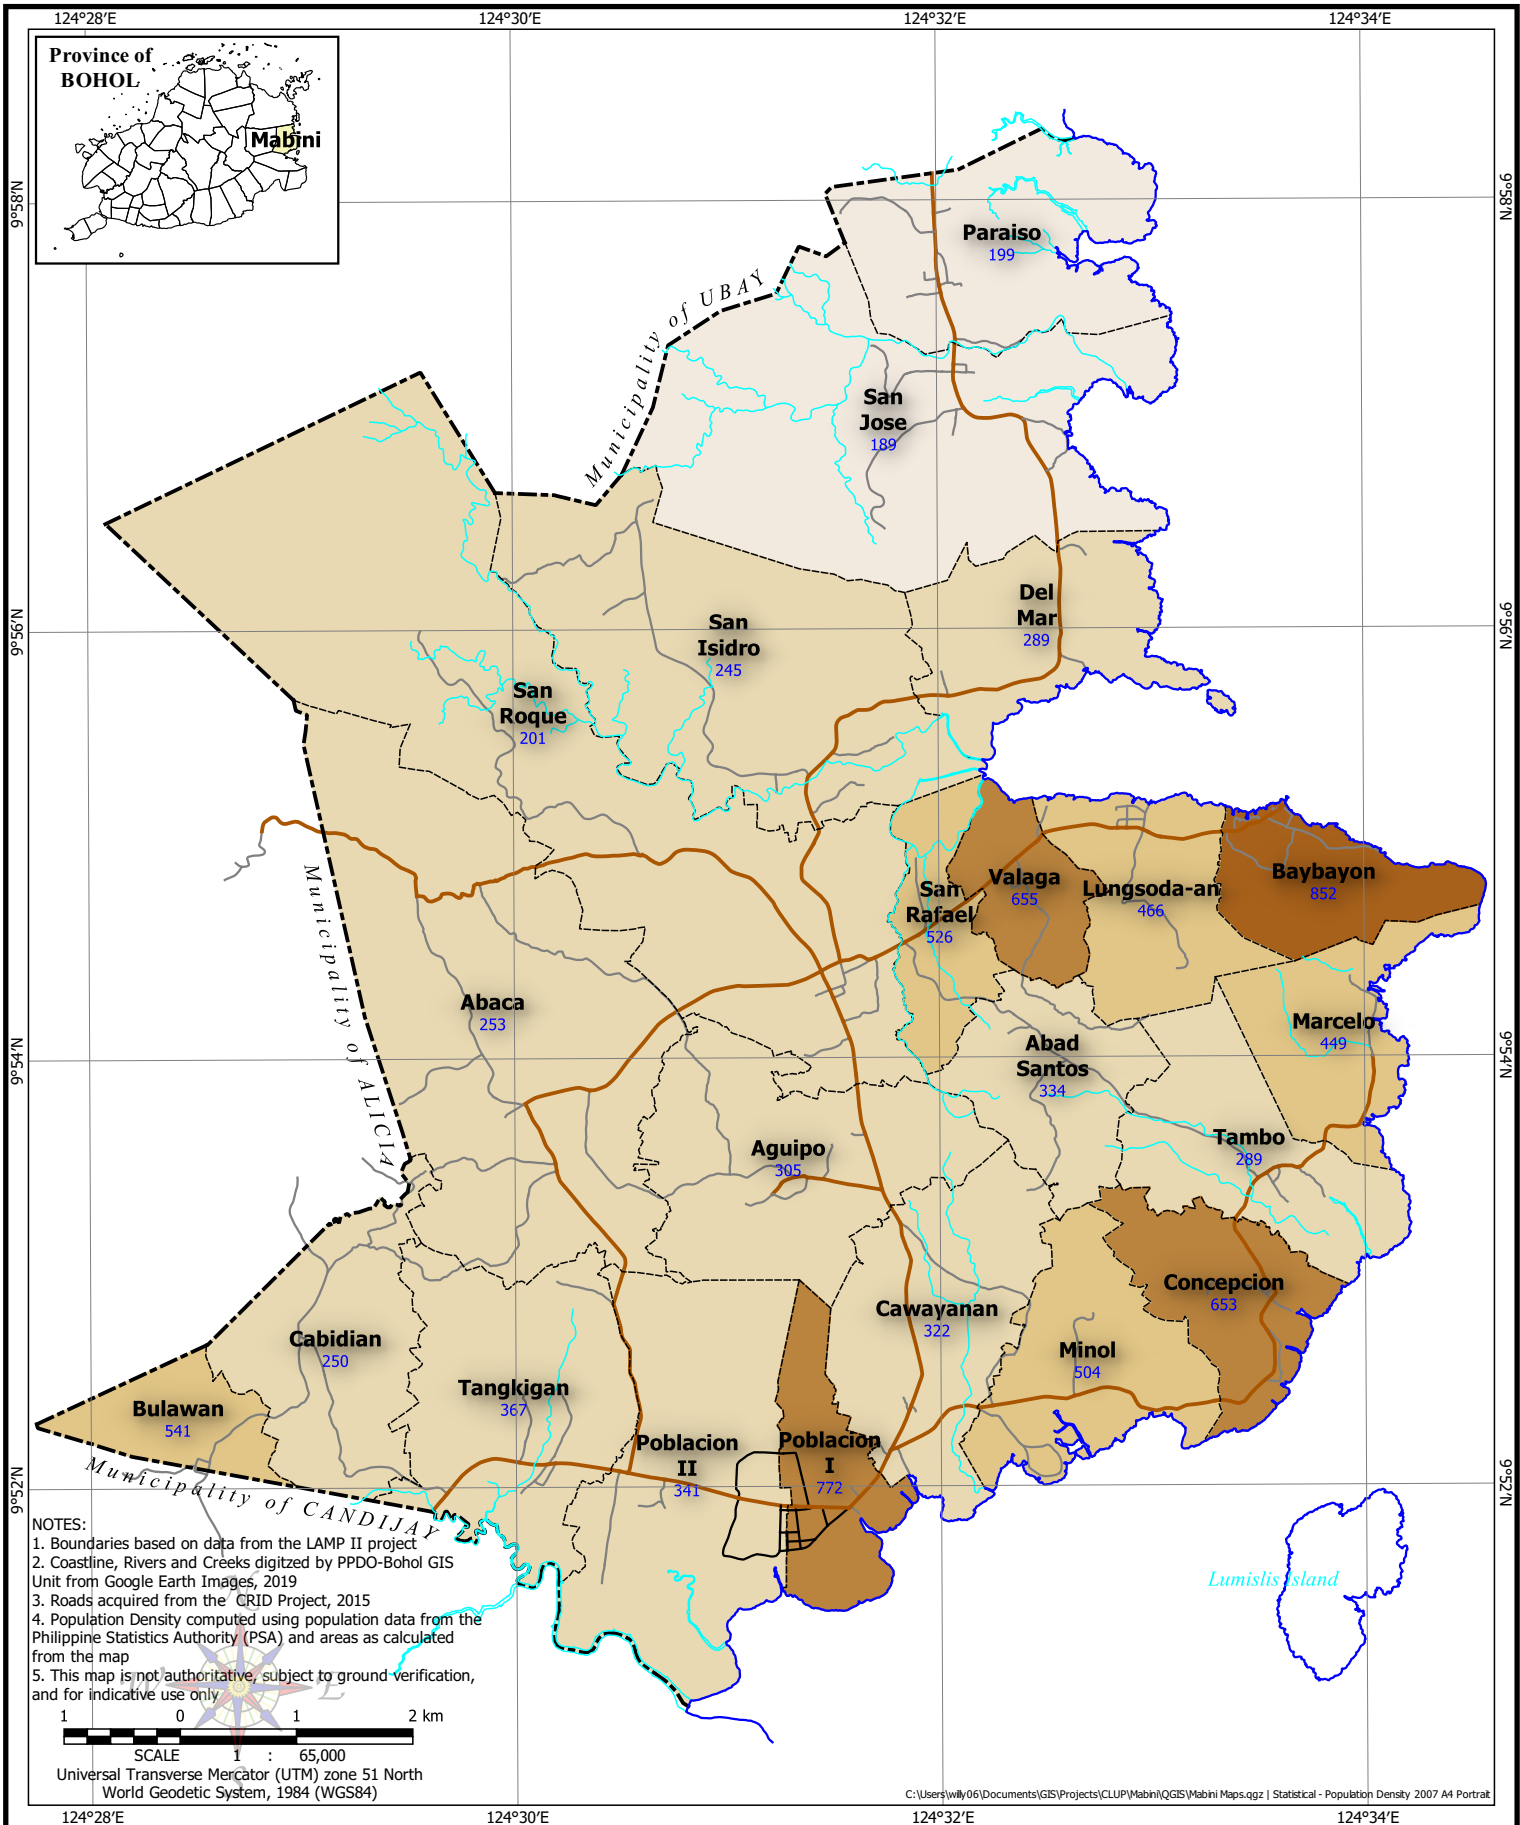 124°28'E
124°30'E
124°32'E
124°34'E
Province of
BOHOL
Mabini
9°58'N
9°58'N
Paraiso
199
Municipality of UBAY
San
Jose
189
Del
Mar
289
9°56'N
9°56'N
San
Isidro
245
San
Roque
201
Municipality of ALICIA
San
Rafael
526
Valaga
655
Lungsoda-an
466
Baybayon
852
Abaca
253
Marcelo
449
Abad
Santos
334
9°54'N
9°54'N
Aguipo
305
Tambo
289
Concepcion
653
Cawayanan
322
Cabidian
250
Minol
504
Tangkigan
367
Bulawan
541
Poblacion
II
341
Poblacion
I
772
9°52'N
9°52'N
Municipality of CANDIJAY
Lumislis Island
NOTES:
1. Boundaries based on data from the LAMP II project
2. Coastline, Rivers and Creeks digitzed by PPDO-Bohol GIS
Unit from Google Earth Images, 2019
3. Roads acquired from the CRID Project, 2015
4. Population Density computed using population data from the
Philippine Statistics Authority (PSA) and areas as calculated
from the map
5. This map is not authoritative, subject to ground verification,
and for indicative use only
N
W
E
S
1 0 1 2 km
SCALE 1 : 65,000
Universal Transverse Mercator (UTM) zone 51 North
World Geodetic System, 1984 (WGS84)
C:\Users\willy06\Documents\GIS\Projects\CLUP\Mabini\QGIS\Mabini Maps.qgz | Statistical - Population Density 2007 A4 Portrait
124°28'E
124°30'E
124°32'E
124°34'E